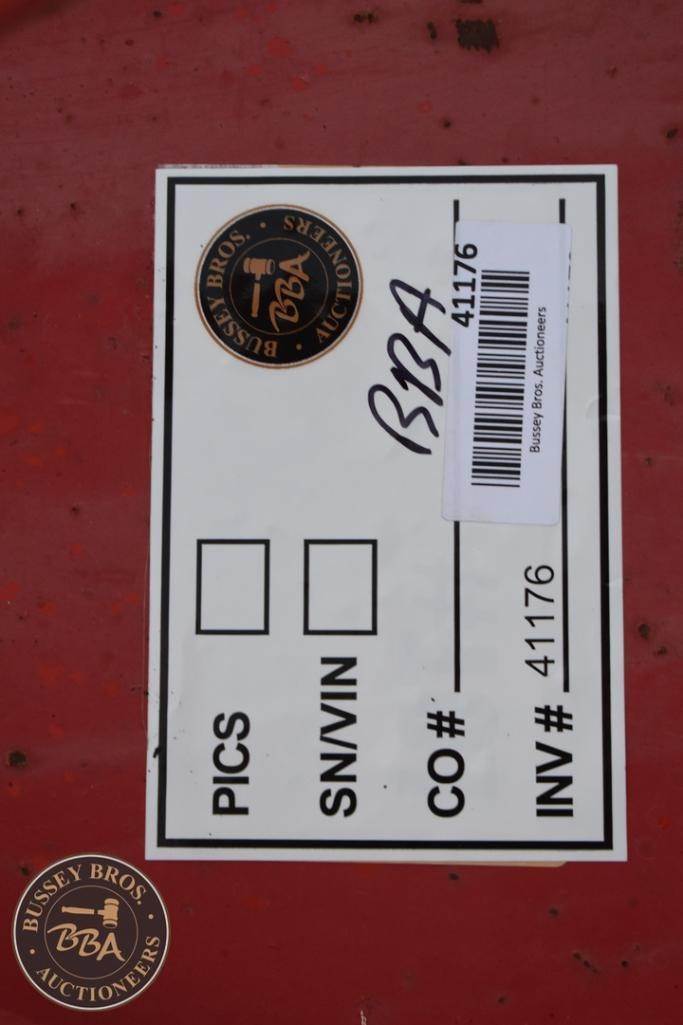 BUSSEY BROS. AUCTIONEERS
BBA
PICS
SN/VIN
CO # BBA
41176
Bussey Bros. Auctioneers
INV # 41176
BUSSEY BROS. AUCTIONEERS
BBA